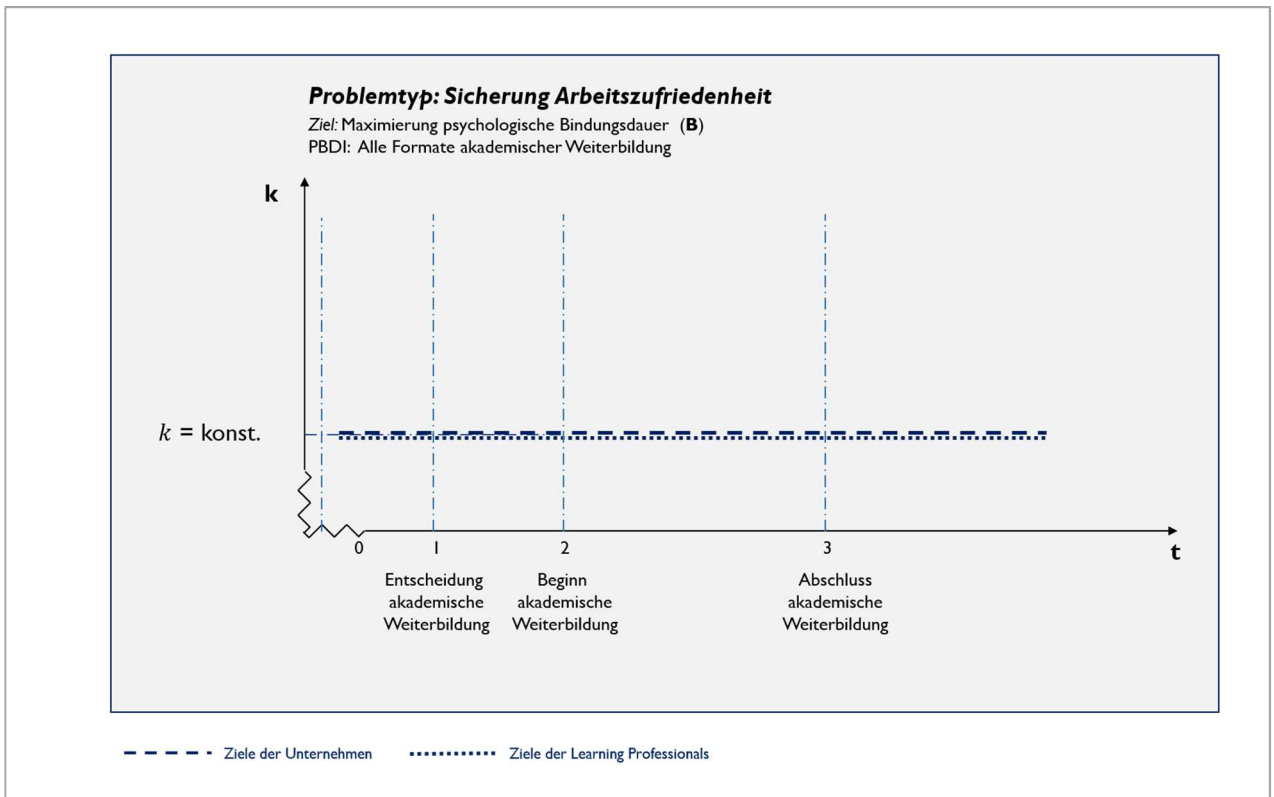 Problemtyp: Sicherung Arbeitszufriedenheit
Ziel: Maximierung psychologische Bindungsdauer (B)
PBDI: Alle Formate akademischer Weiterbildung
k
k = konst.
0 1 2 3
t
Entscheidung
akademische
Weiterbildung
Beginn
akademische
Weiterbildung
Abschluss
akademische
Weiterbildung
Ziele der Unternehmen
Ziele der Learning Professionals